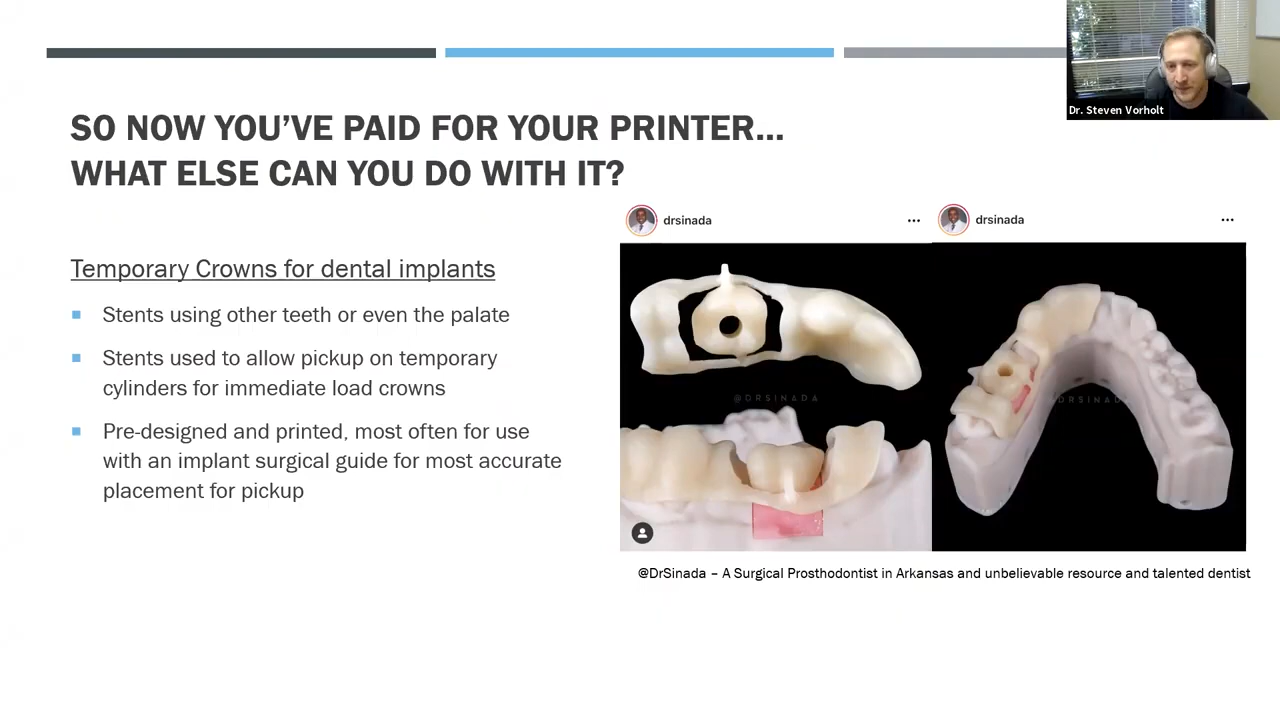 Dr. Steven Vorholt
SO NOW YOU'VE PAID FOR YOUR PRINTER...
WHAT ELSE CAN YOU DO WITH IT?
Temporary Crowns for dental implants
Stents using other teeth or even the palate
Stents used to allow pickup on temporary
cylinders for immediate load crowns
Pre-designed and printed, most often for use
with an implant surgical guide for most accurate
placement for pickup
drsinada
drsinada
@DRSINADA
DRSINADA
@DrSinada – A Surgical Prosthodontist in Arkansas and unbelievable resource and talented dentist